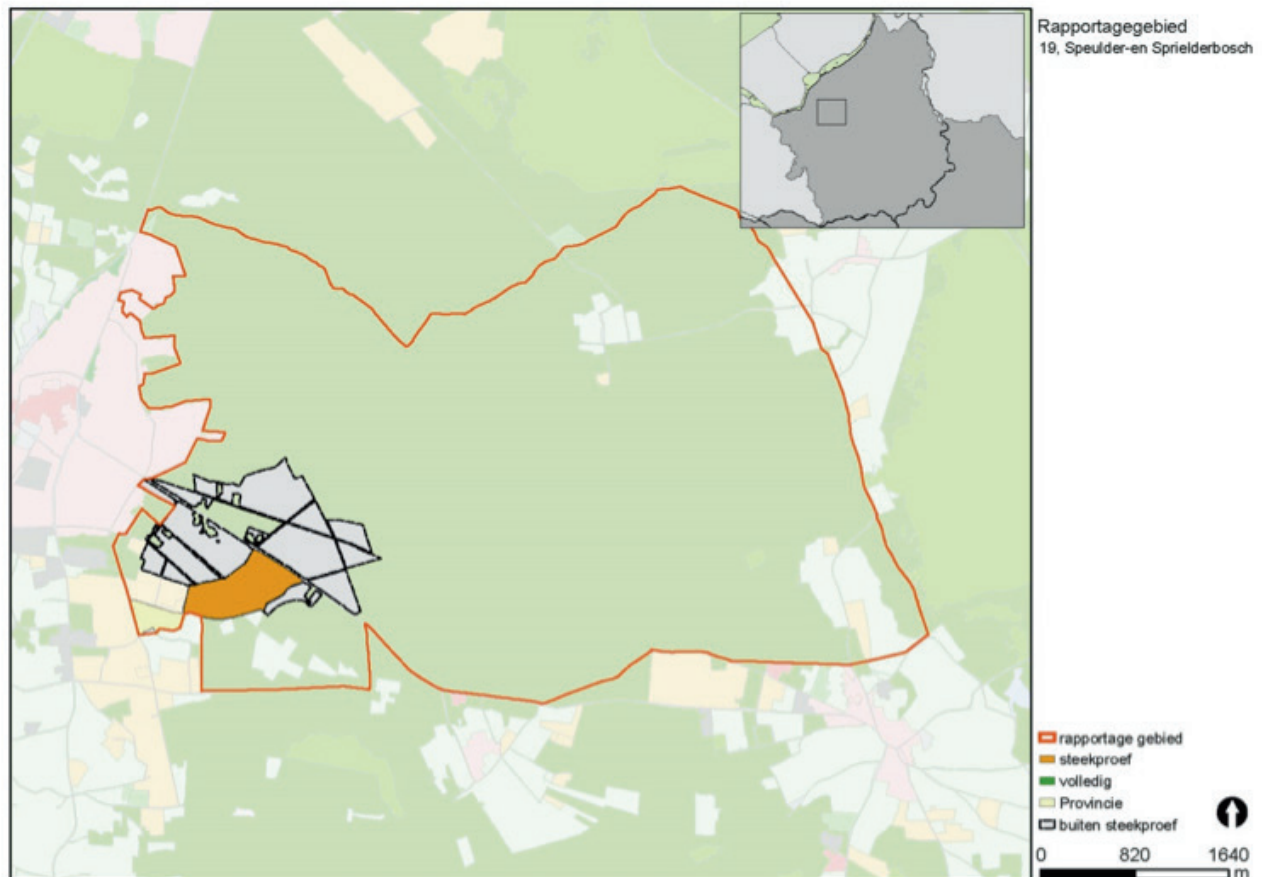 Rapportagegebied
19, Speulder-en Sprielderbosch
rapportage gebied
steekproef
volledig
Provincie
buiten steekproef
0 820 1640
m